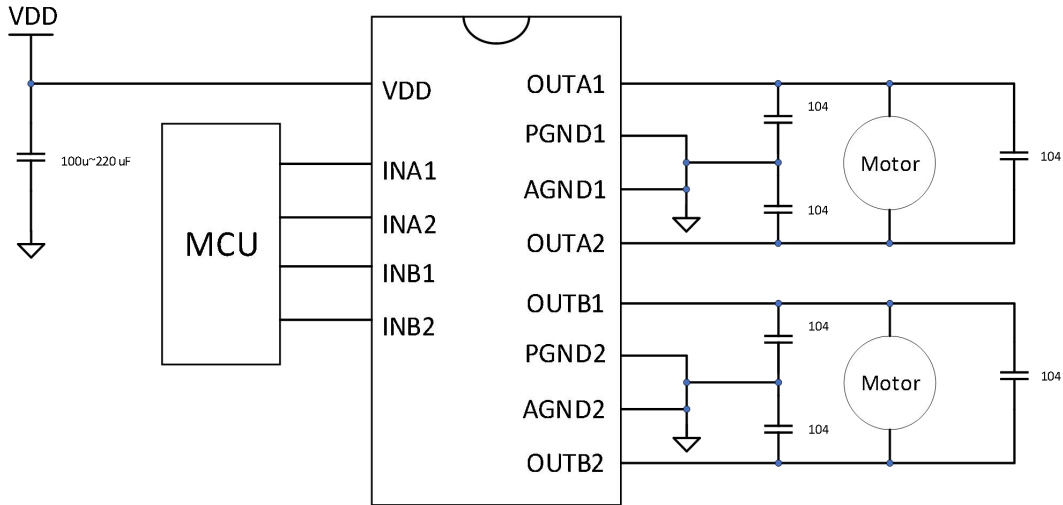 VDD
100u~220 uF
MCU
VDD
INA1
INA2
INB1
INB2
OUTA1
PGND1
AGND1
OUTA2
OUTB1
PGND2
AGND2
OUTB2
104
104
Motor
104
104
104
Motor
104